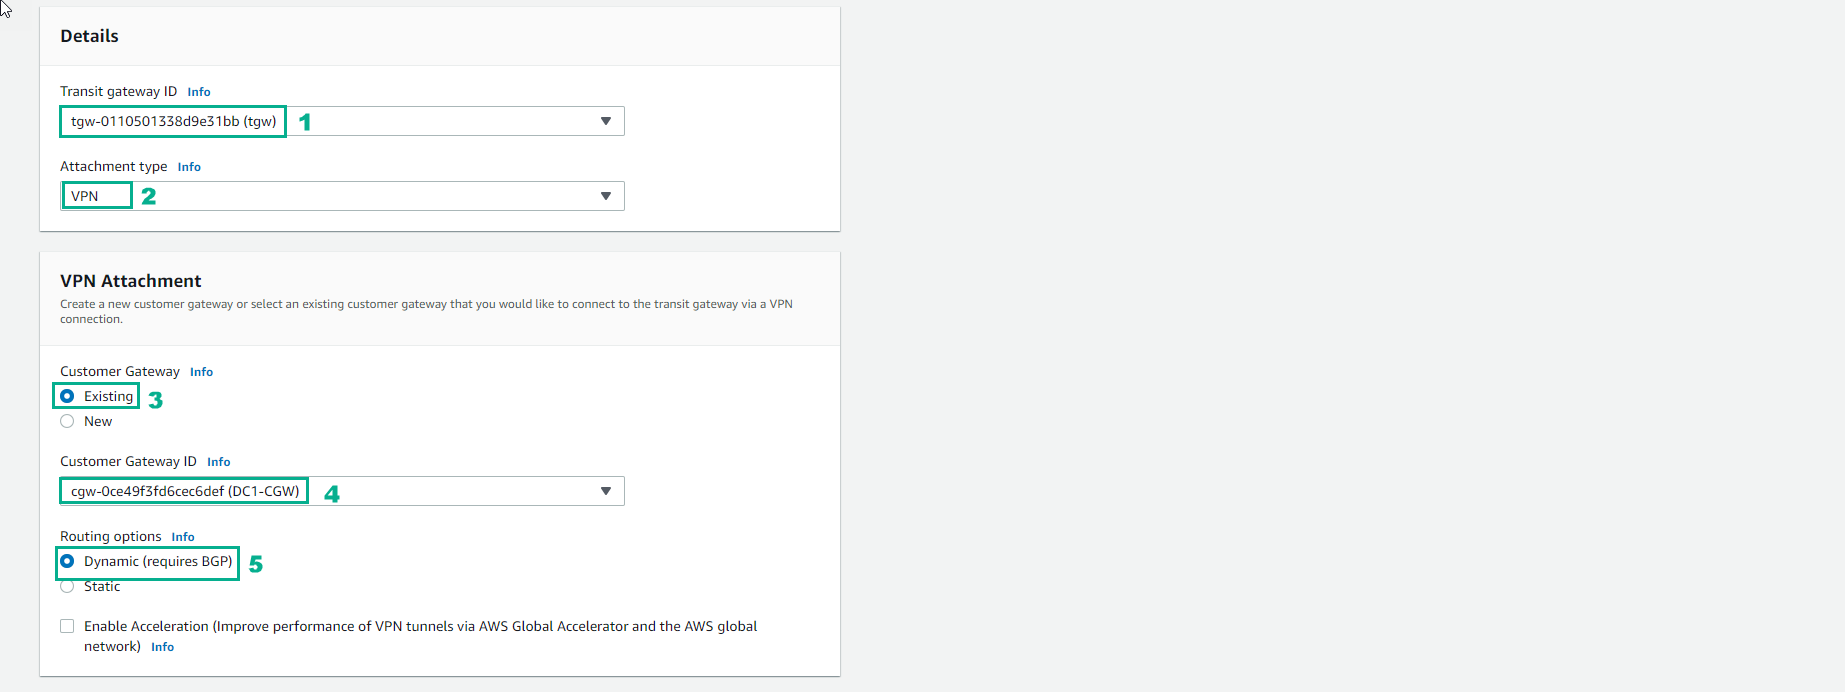 Details
Transit gateway ID Info
tgw-0110501338d9e31bb (tgw) 1
Attachment type Info
VPN 2
VPN Attachment
Create a new customer gateway or select an existing customer gateway that you would like to connect to the transit gateway via a VPN
connection.
Customer Gateway Info
Existing 3
New
Customer Gateway ID Info
cgw-0ce49f3fd6cec6def (DC1-CGW) 4
Routing options Info
Dynamic (requires BGP) 5
Static
Enable Acceleration (Improve performance of VPN tunnels via AWS Global Accelerator and the AWS global
network) Info